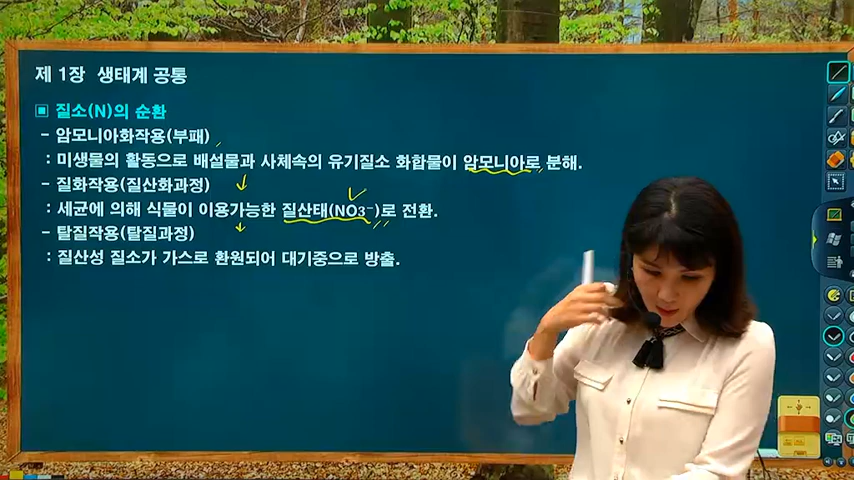 제 1장 생태계 공통
▣ 질소(N)의 순환
- 암모니아화작용(부패)
: 미생물의 활동으로 배설물과 사체속의 유기질소 화합물이 암모니아로 분해.
- 질화작용(질산화과정)
: 세균에 의해 식물이 이용가능한 질산태(NO₃⁻)로 전환.
- 탈질작용(탈질과정)
: 질산성 질소가 가스로 환원되어 대기중으로 방출.